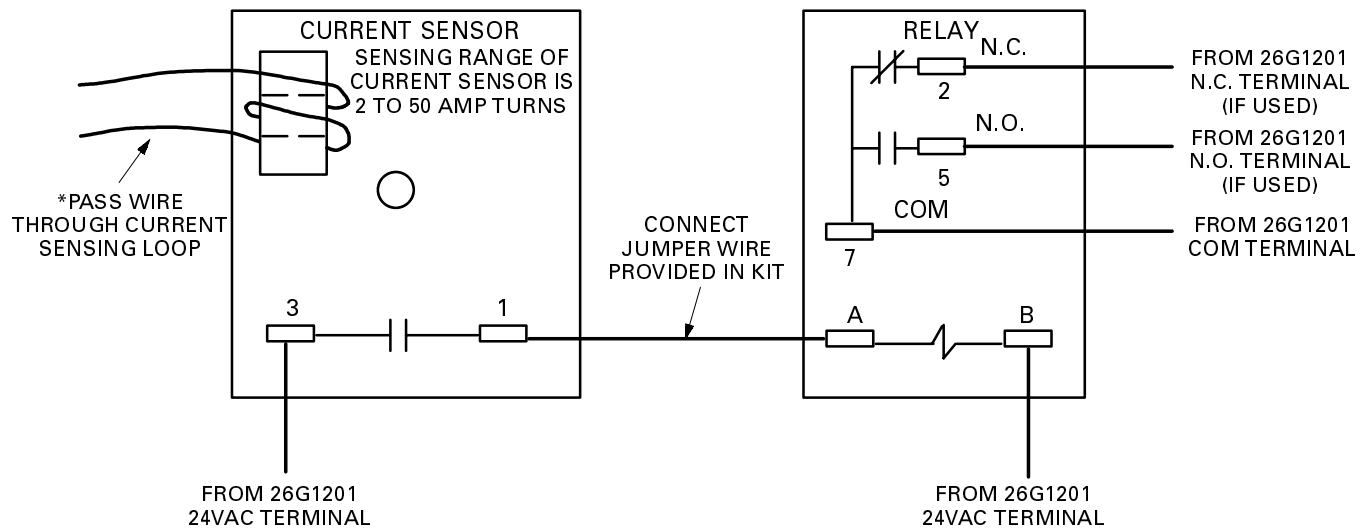 CURRENT SENSOR
SENSING RANGE OF
CURRENT SENSOR IS
2 TO 50 AMP TURNS
*PASS WIRE
THROUGH CURRENT
SENSING LOOP
3
1
FROM 26G1201
24VAC TERMINAL
CONNECT
JUMPER WIRE
PROVIDED IN KIT
RELAY
N.C.
2
N.O.
5
COM
7
A
B
FROM 26G1201
N.C. TERMINAL
(IF USED)
FROM 26G1201
N.O. TERMINAL
(IF USED)
FROM 26G1201
COM TERMINAL
FROM 26G1201
24VAC TERMINAL